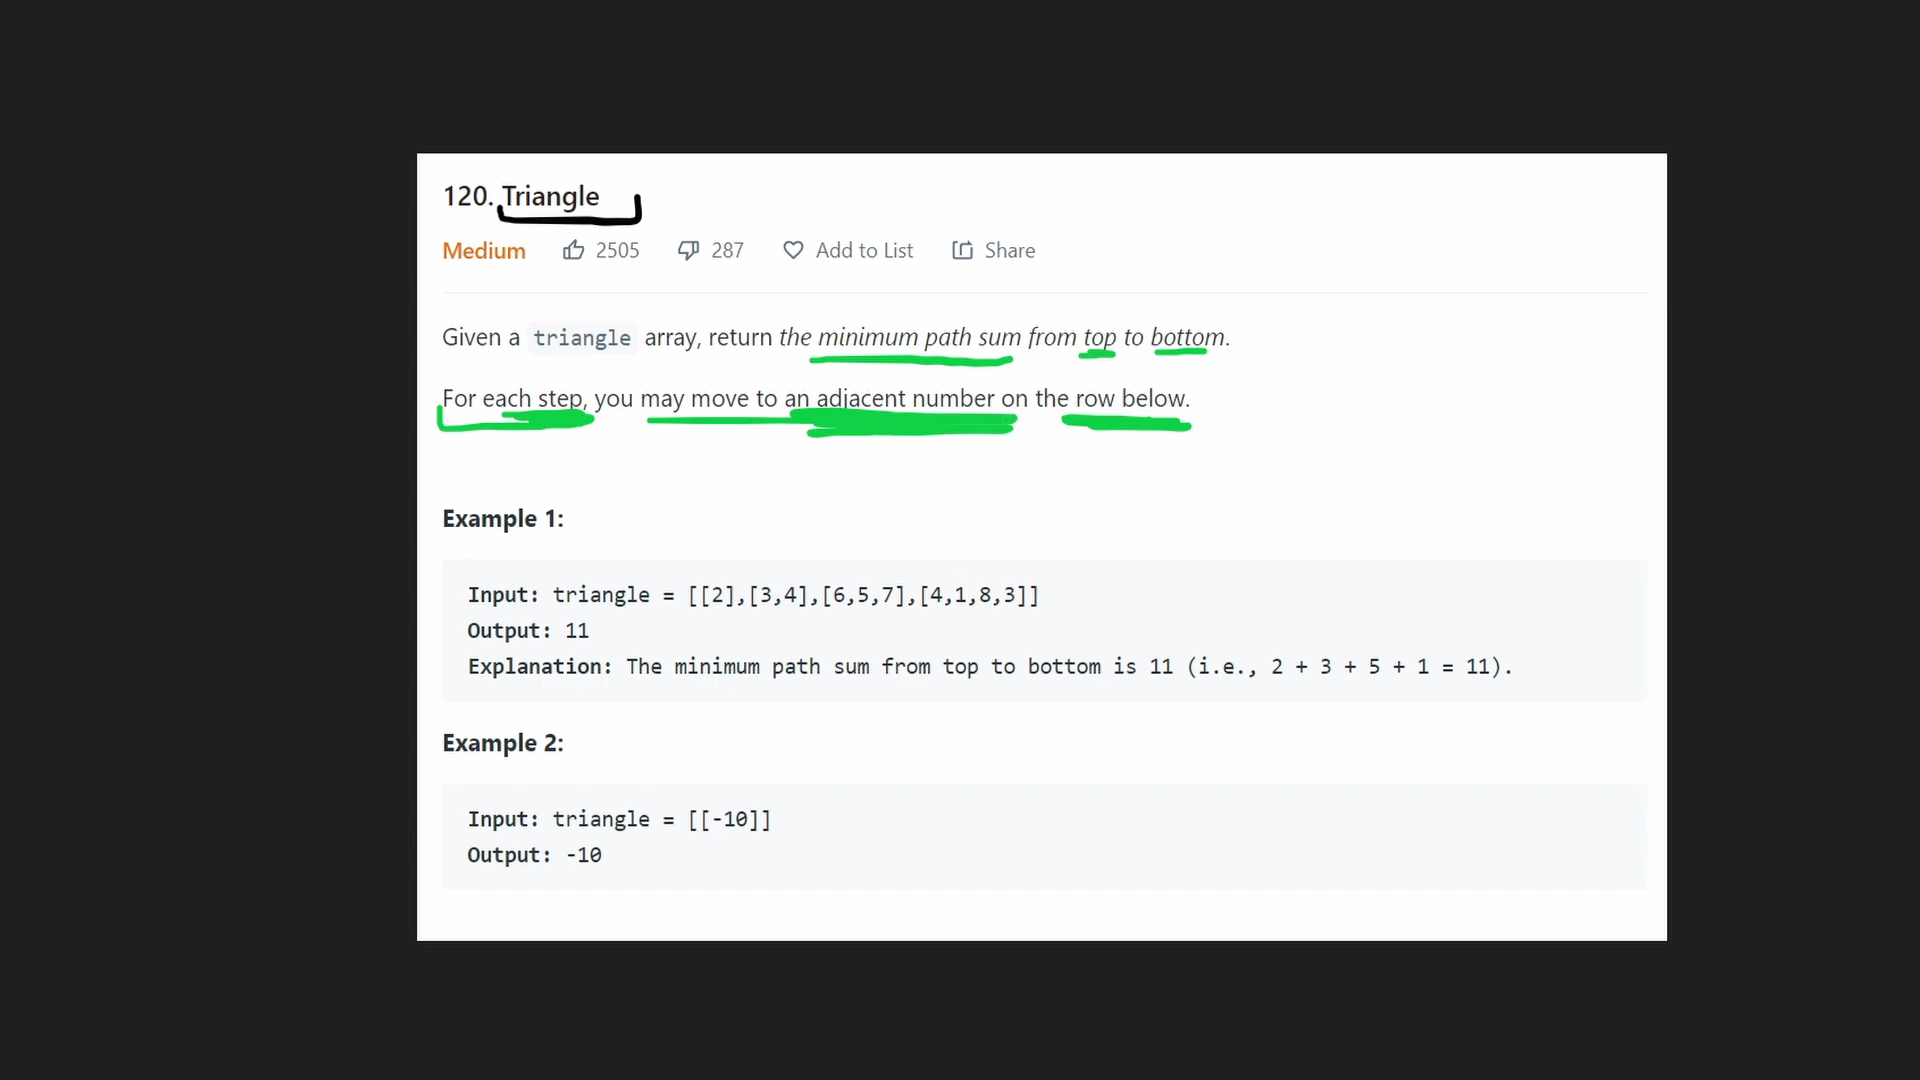 120. Triangle
Medium 2505 287 Add to List Share
Given a triangle array, return the minimum path sum from top to bottom.
For each step, you may move to an adjacent number on the row below.
Example 1:
Input: triangle = [[2],[3,4],[6,5,7],[4,1,8,3]]
Output: 11
Explanation: The minimum path sum from top to bottom is 11 (i.e., 2 + 3 + 5 + 1 = 11).
Example 2:
Input: triangle = [[-10]]
Output: -10